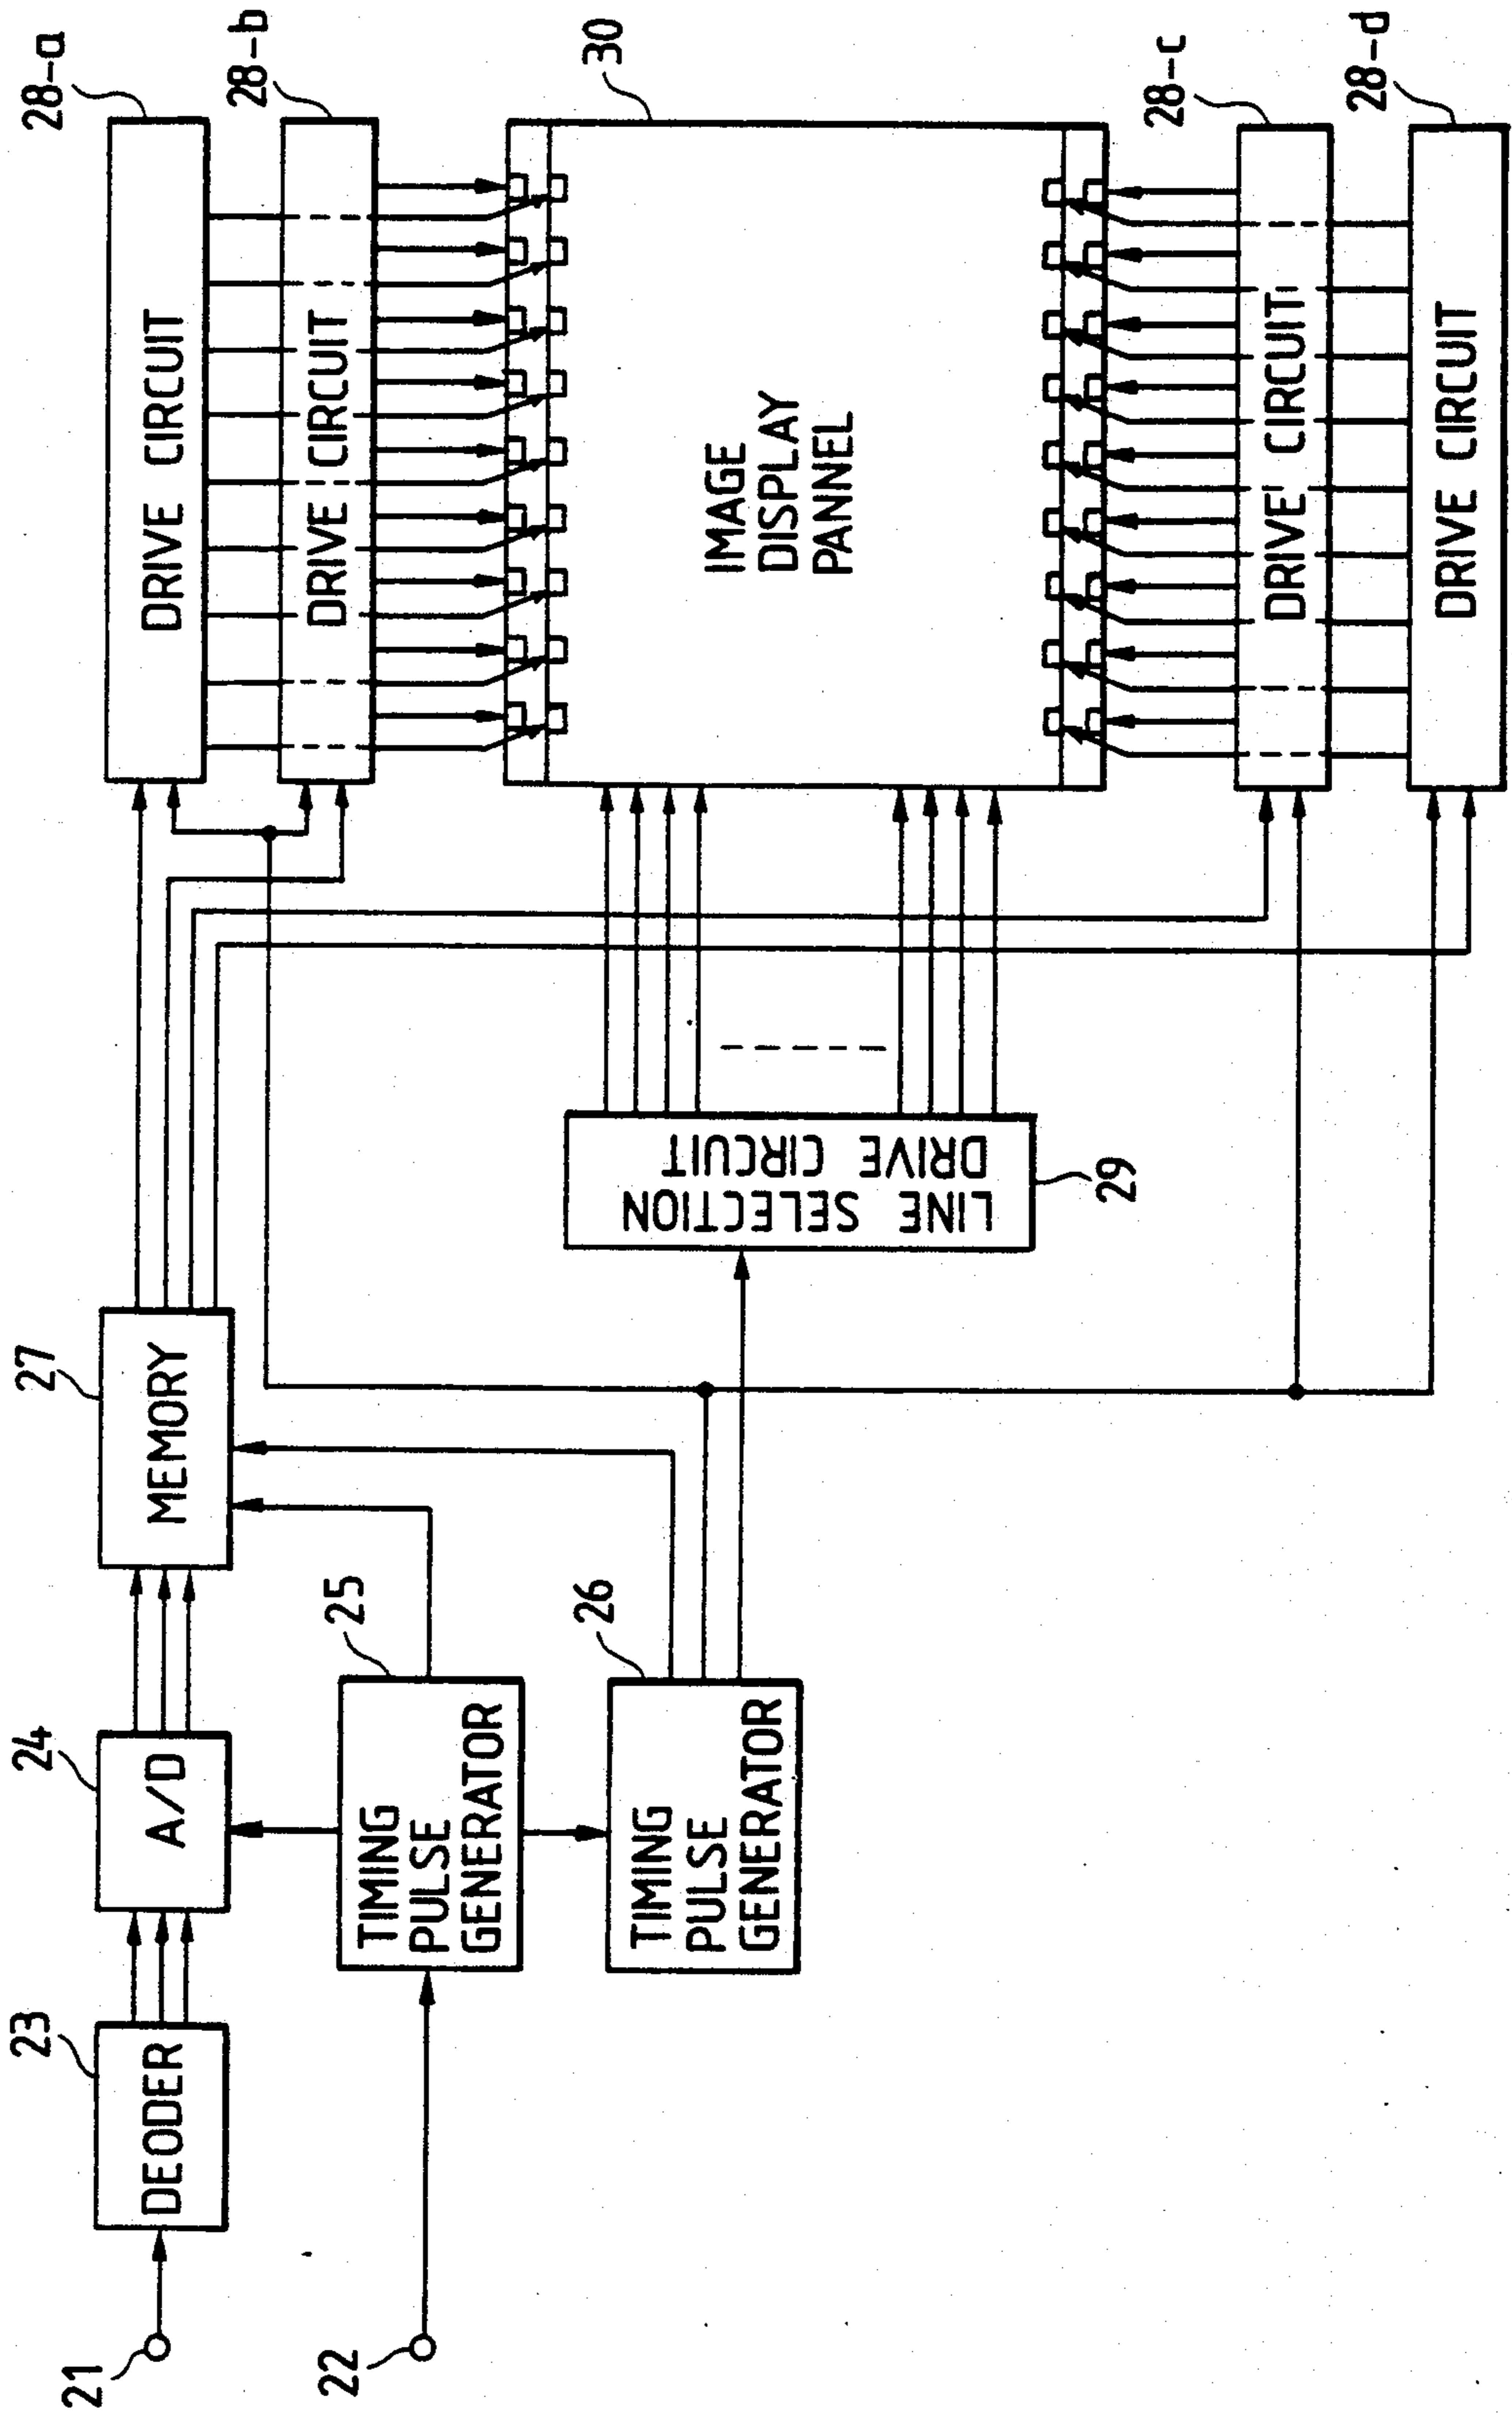 21
DEODER
23
A/D
24
MEMORY
27
22
TIMING
PULSE
GENERATOR
25
TIMING
PULSE
GENERATOR
26
LINE SELECTION
DRIVE CIRCUIT
29
DRIVE CIRCUIT
28-a
DRIVE CIRCUIT
28-b
IMAGE
DISPLAY
PANNEL
30
DRIVE CIRCUIT
28-c
DRIVE CIRCUIT
28-d